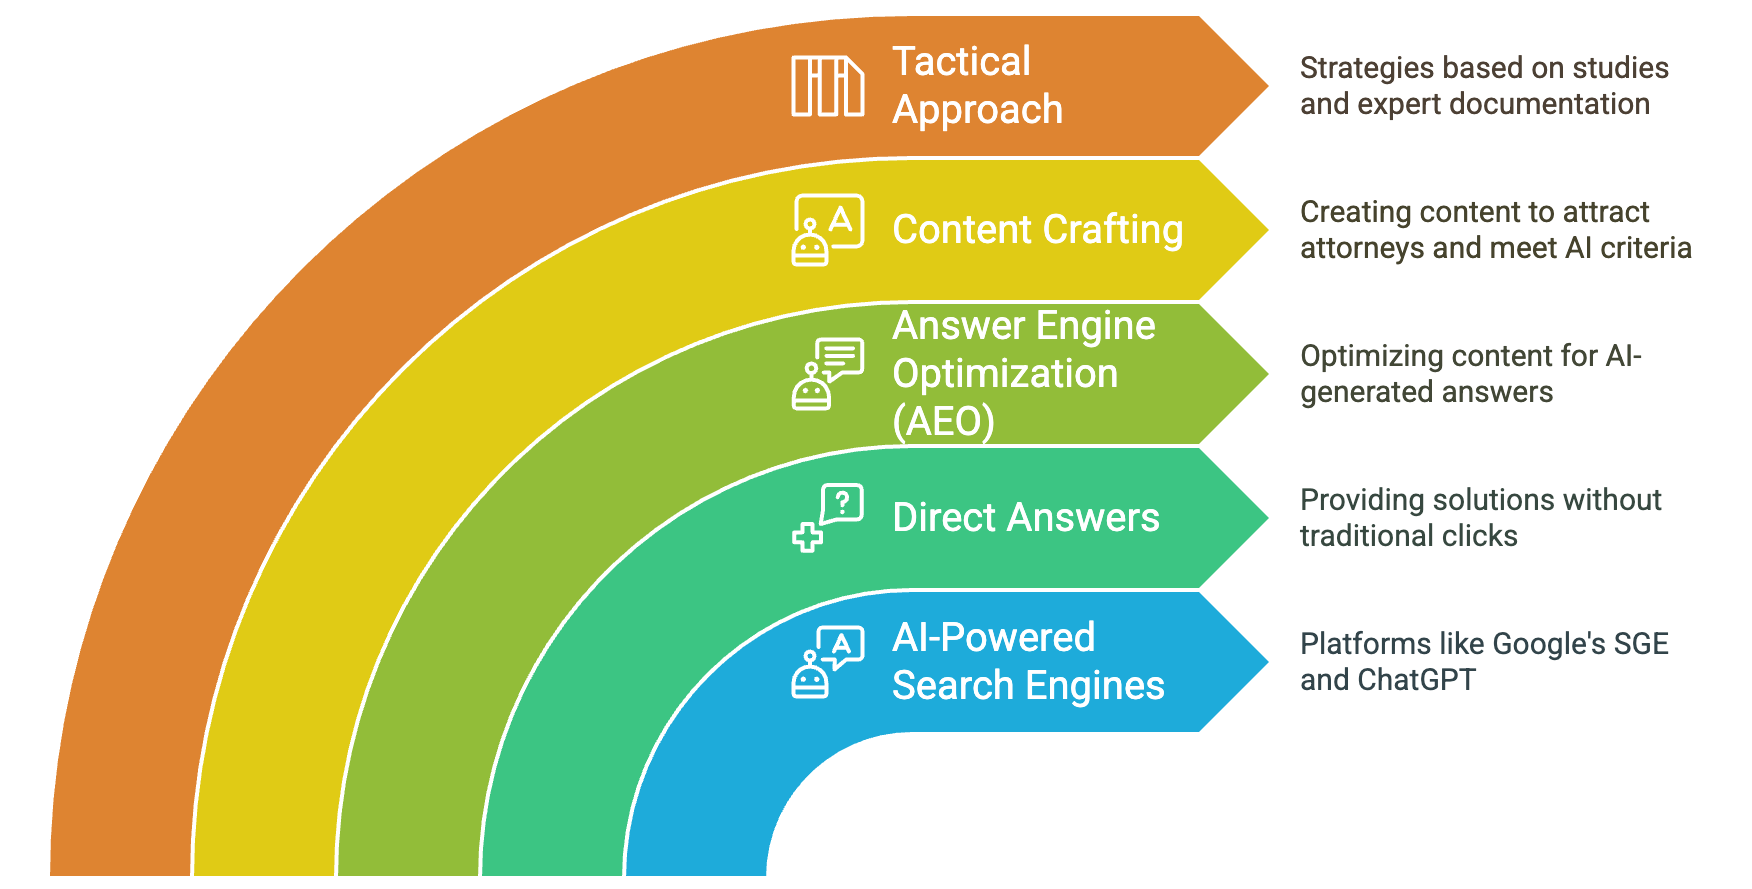 Tactical
Approach
Strategies based on studies
and expert documentation
Content Crafting
Creating content to attract
attorneys and meet AI criteria
Answer Engine
Optimization
(AEO)
Optimizing content for AI-
generated answers
Direct Answers
Providing solutions without
traditional clicks
AI-Powered
Search Engines
Platforms like Google's SGE
and ChatGPT